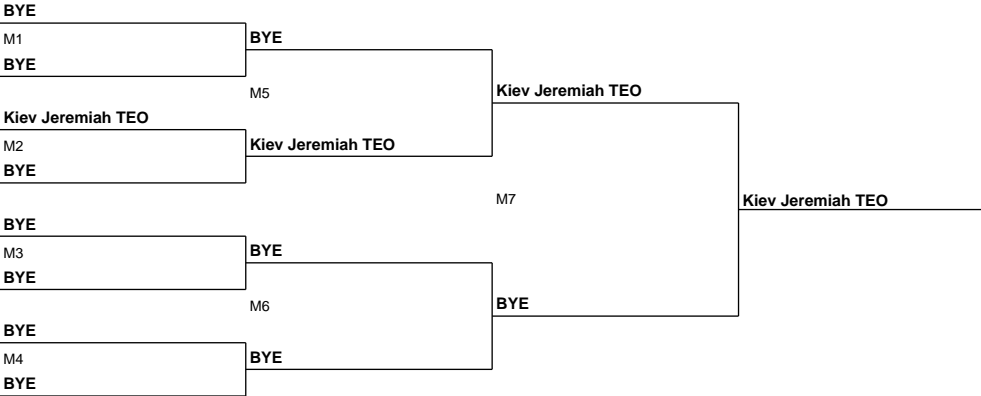 BYE
M1
BYE
BYE
M5
Kiev Jeremiah TEO
Kiev Jeremiah TEO
M2
Kiev Jeremiah TEO
BYE
M7
Kiev Jeremiah TEO
BYE
M3
BYE
BYE
M6
BYE
BYE
M4
BYE
BYE